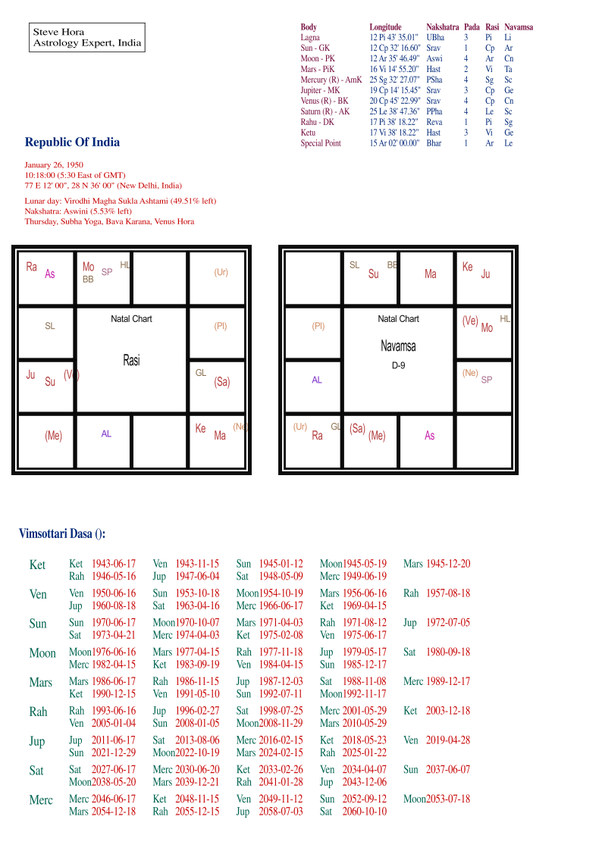 Steve Hora
Astrology Expert, India
Body Longitude Nakshatra Pada Rasi Navamsa
Lagna 12 Pi 43' 35.01" UBha 3 Pi Li
Sun - GK 12 Cp 32' 16.60" Srav 1 Cp Ar
Moon - PK 12 Ar 35' 46.49" Aswi 4 Ar Cn
Mars - PiK 16 Vi 14' 55.20" Hast 2 Vi Ta
Mercury (R) - AmK 25 Sg 32' 27.07" PSha 4 Sg Sc
Jupiter - MK 19 Cp 14' 15.45" Srav 3 Cp Ge
Venus (R) - BK 20 Cp 45' 22.99" Srav 4 Cp Cn
Saturn (R) - AK 25 Le 38' 47.36" PPha 4 Le Sc
Rahu - DK 17 Pi 38' 18.22" Reva 1 Pi Sg
Ketu 17 Vi 38' 18.22" Hast 3 Vi Ge
Special Point 15 Ar 02' 00.00" Bhar 1 Ar Le
Republic Of India
January 26, 1950
10:18:00 (5:30 East of GMT)
77 E 12' 00", 28 N 36' 00" (New Delhi, India)
Lunar day: Virodhi Magha Sukla Ashtami (49.51% left)
Nakshatra: Aswini (5.53% left)
Thursday, Subha Yoga, Bava Karana, Venus Hora
Ra As
Mo SP HL
BB
(Ur)
SL
Natal Chart
Rasi
(Pl)
Ju Su (Ve)
GL (Sa)
(Me)
AL
Ke Ma (Ne)
SL Su BB
Ma
Ke Ju
(Pl)
Natal Chart
Navamsa
D-9
(Ve) Mo HL
AL
(Ne) SP
(Ur) Ra GL
(Sa) (Me)
As
Vimsottari Dasa ():
Ket Ket 1943-06-17 Ven 1943-11-15 Sun 1945-01-12 Moon1945-05-19 Mars 1945-12-20
Rah 1946-05-16 Jup 1947-06-04 Sat 1948-05-09 Merc 1949-06-19
Ven Ven 1950-06-16 Sun 1953-10-18 Moon1954-10-19 Mars 1956-06-16 Rah 1957-08-18
Jup 1960-08-18 Sat 1963-04-16 Merc 1966-06-17 Ket 1969-04-15
Sun Sun 1970-06-17 Moon1970-10-07 Mars 1971-04-03 Rah 1971-08-12 Jup 1972-07-05
Sat 1973-04-21 Merc 1974-04-03 Ket 1975-02-08 Ven 1975-06-17
Moon Moon1976-06-16 Mars 1977-04-15 Rah 1977-11-18 Jup 1979-05-17 Sat 1980-09-18
Merc 1982-04-15 Ket 1983-09-19 Ven 1984-04-15 Sun 1985-12-17
Mars Mars 1986-06-17 Rah 1986-11-15 Jup 1987-12-03 Sat 1988-11-08 Merc 1989-12-17
Ket 1990-12-15 Ven 1991-05-10 Sun 1992-07-11 Moon1992-11-17
Rah Rah 1993-06-16 Jup 1996-02-27 Sat 1998-07-25 Merc 2001-05-29 Ket 2003-12-18
Ven 2005-01-04 Sun 2008-01-05 Moon2008-11-29 Mars 2010-05-29
Jup Jup 2011-06-17 Sat 2013-08-06 Merc 2016-02-15 Ket 2018-05-23 Ven 2019-04-28
Sun 2021-12-29 Moon2022-10-19 Mars 2024-02-15 Rah 2025-01-22
Sat Sat 2027-06-17 Merc 2030-06-20 Ket 2033-02-26 Ven 2034-04-07 Sun 2037-06-07
Moon2038-05-20 Mars 2039-12-21 Rah 2041-01-28 Jup 2043-12-06
Merc Merc 2046-06-17 Ket 2048-11-15 Ven 2049-11-12 Sun 2052-09-12 Moon2053-07-18
Mars 2054-12-18 Rah 2055-12-15 Jup 2058-07-03 Sat 2060-10-10